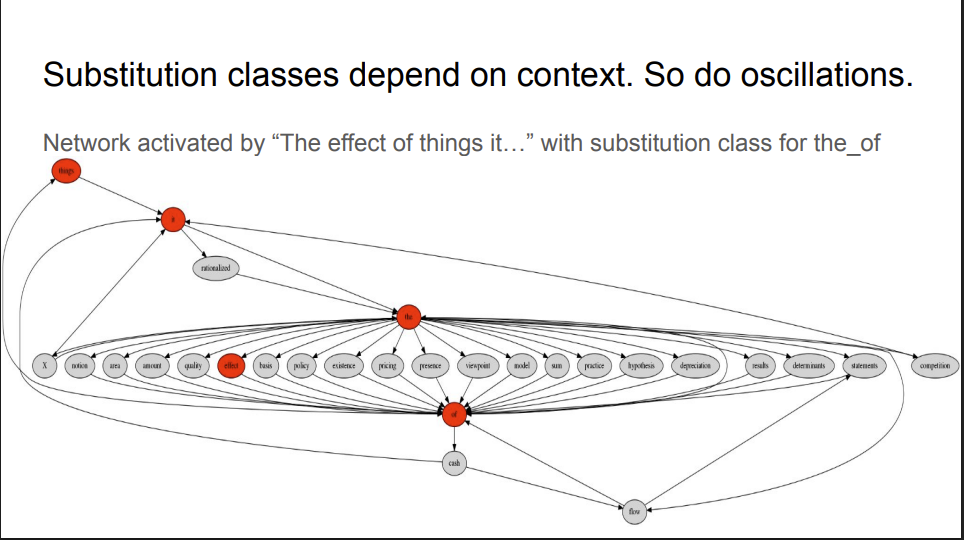 Substitution classes depend on context. So do oscillations.
Network activated by “The effect of things it…” with substitution class for the_of
things
it
rationalized
the
X notion area amount quality effect basis policy existence pricing presence viewpoint model sum practice hypothesis depreciation results determinants statements competition
of
cash
flow